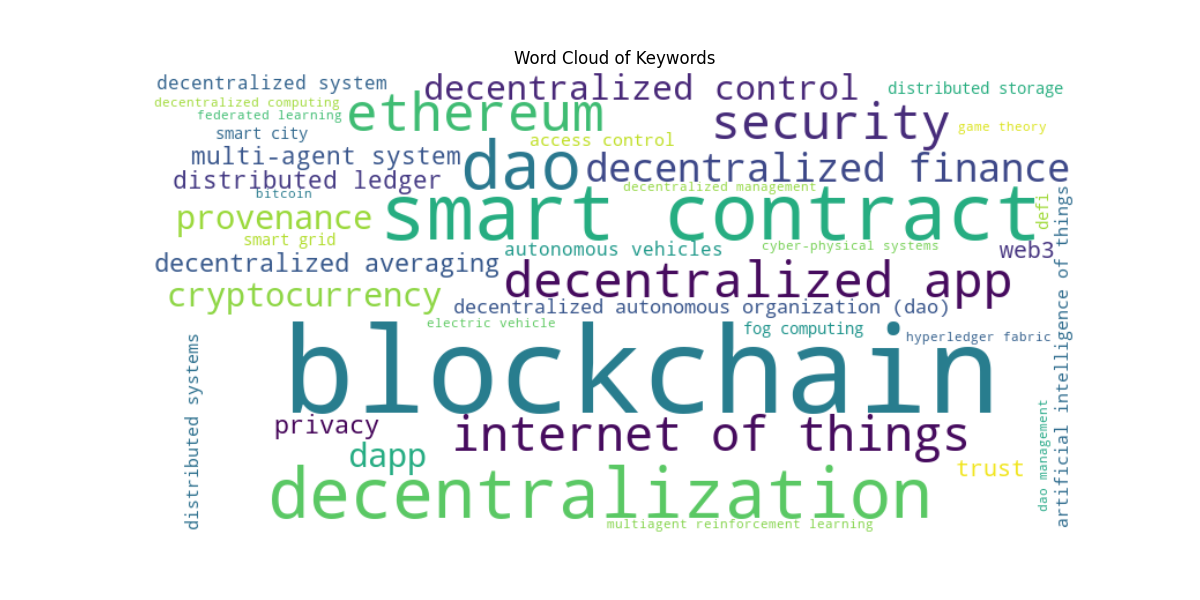 Word Cloud of Keywords
decentralized system
decentralized control
distributed storage
decentralized computing
ethereum
security
federated learning
game theory
smart city
access control
multi-agent system
dao
decentralized finance
distributed ledger
decentralized management
bitcoin
smart contract
defi
provenance
smart grid
autonomous vehicles
cyber-physical systems
web3
artificial intelligence of things
decentralized averaging
decentralized app
cryptocurrency
decentralized autonomous organization (dao)
electric vehicle
fog computing
hyperledger fabric
blockchain
distributed systems
privacy
internet of things
dao management
dapp
trust
decentralization
multiagent reinforcement learning